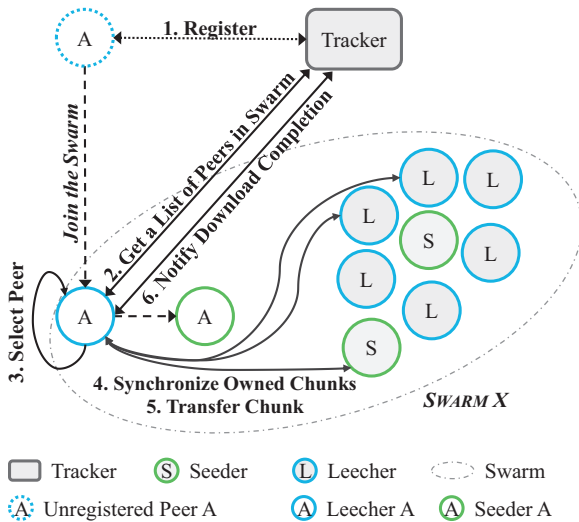 A
1. Register
Tracker
Join the Swarm
2. Get a List of Peers in Swarm
6. Notify Download Completion
L
L
L
S
L
L
L
A
A
3. Select Peer
S
4. Synchronize Owned Chunks
5. Transfer Chunk
SWARM X
Tracker
S Seeder
L Leecher
Swarm
A Unregistered Peer A
A Leecher A
A Seeder A